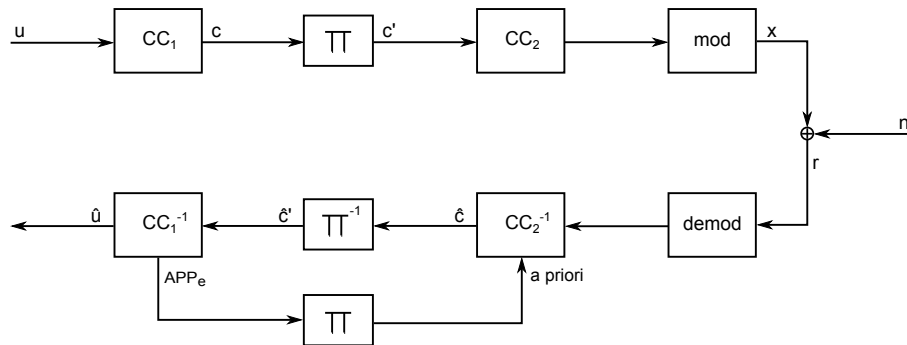 u
CC₁
c
∏
c'
CC₂
mod
x
n
r
û
CC₁⁻¹
ĉ'
∏⁻¹
ĉ
CC₂⁻¹
demod
APPₑ
a priori
∏